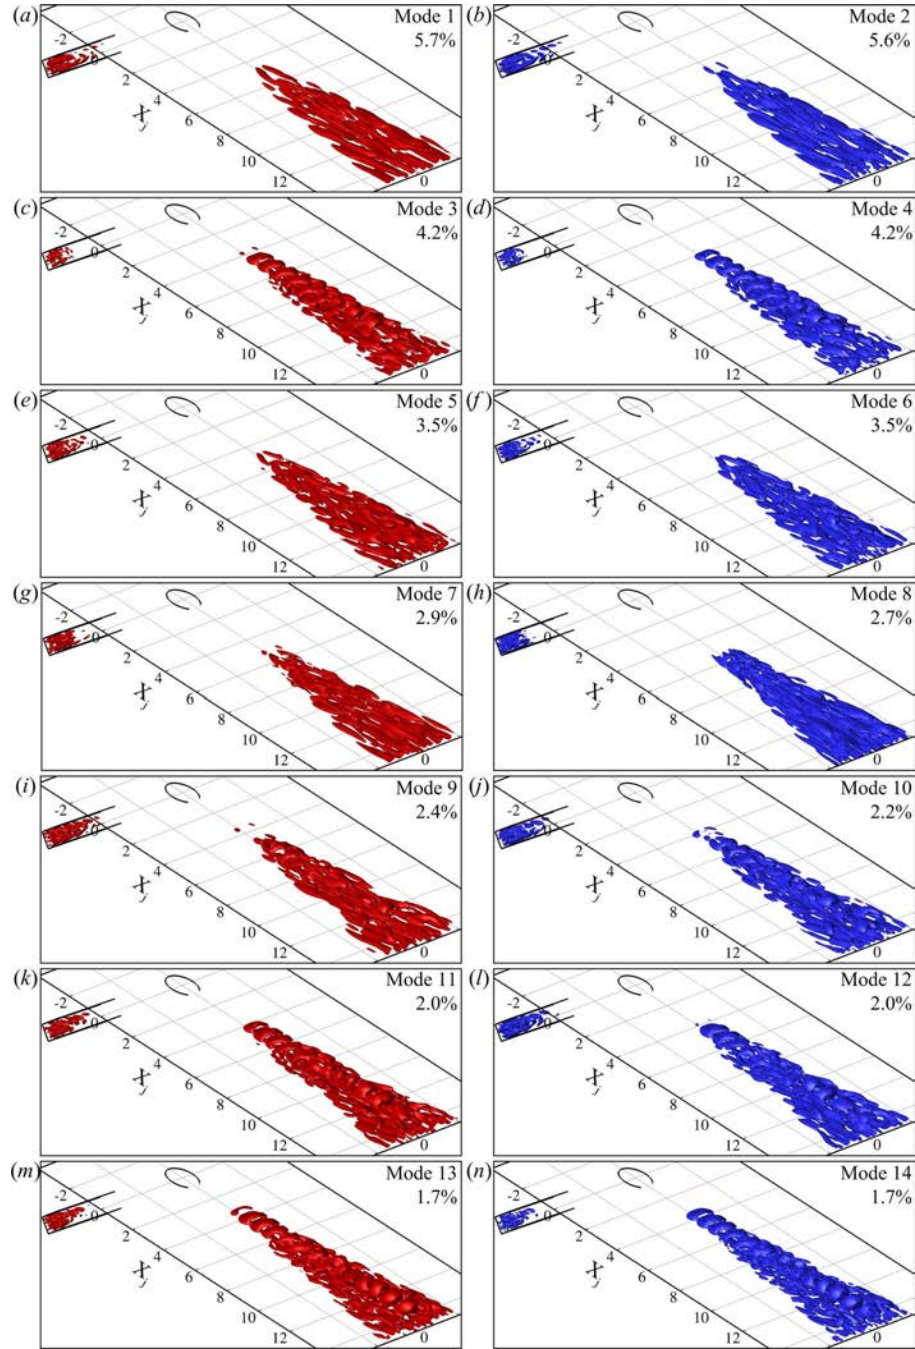 (a) Mode 1 (b) Mode 2
5.7% 5.6%
-2 0 2 4 6 8 10 12 X_j 0 -2 0 2 4 6 8 10 12 X_j 0
(c) Mode 3 (d) Mode 4
4.2% 4.2%
-2 0 2 4 6 8 10 12 X_j 0 -2 0 2 4 6 8 10 12 X_j 0
(e) Mode 5 (f) Mode 6
3.5% 3.5%
-2 0 2 4 6 8 10 12 X_j 0 -2 0 2 4 6 8 10 12 X_j 0
(g) Mode 7 (h) Mode 8
2.9% 2.7%
-2 0 2 4 6 8 10 12 X_j 0 -2 0 2 4 6 8 10 12 X_j 0
(i) Mode 9 (j) Mode 10
2.4% 2.2%
-2 0 2 4 6 8 10 12 X_j 0 -2 0 2 4 6 8 10 12 X_j 0
(k) Mode 11 (l) Mode 12
2.0% 2.0%
-2 0 2 4 6 8 10 12 X_j 0 -2 0 2 4 6 8 10 12 X_j 0
(m) Mode 13 (n) Mode 14
1.7% 1.7%
-2 0 2 4 6 8 10 12 X_j 0 -2 0 2 4 6 8 10 12 X_j 0